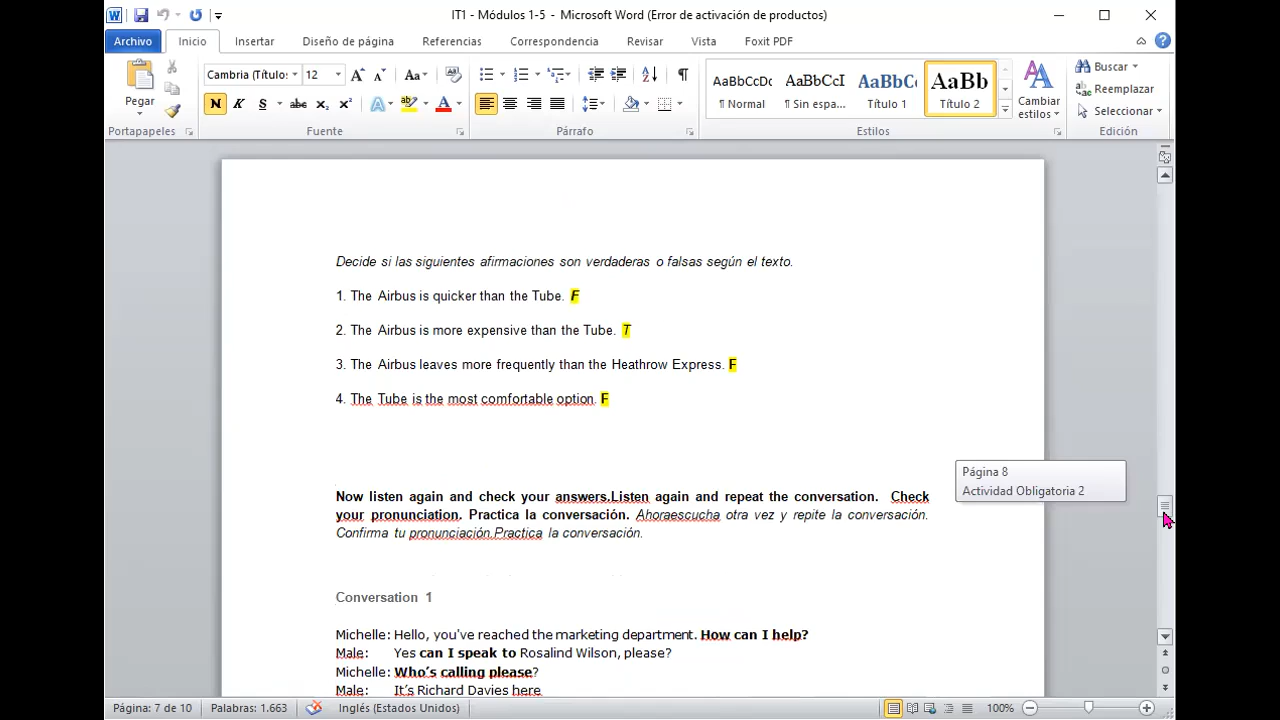 IT1 - Módulos 1-5 - Microsoft Word (Error de activación de productos)
Archivo Inicio Insertar Diseño de página Referencias Correspondencia Revisar Vista Foxit PDF
Cambria (Título: 12 Aa
Pegar
N K S abc x₂ x² A ab A
AaBbCcDc AaBbCcI AaBbC AaBb
¶ Normal ¶ Sin espa... Título 1 Título 2
Cambiar estilos
Buscar
Reemplazar
Seleccionar
Portapapeles Fuente Párrafo Estilos Edición
Decide si las siguientes afirmaciones son verdaderas o falsas según el texto.
1. The Airbus is quicker than the Tube. F
2. The Airbus is more expensive than the Tube. T
3. The Airbus leaves more frequently than the Heathrow Express. F
4. The Tube is the most comfortable option. F
Página 8
Actividad Obligatoria 2
Now listen again and check your answers.Listen again and repeat the conversation. Check
your pronunciation. Practica la conversación. Ahoraescucha otra vez y repite la conversación.
Confirma tu pronunciación.Practica la conversación.
Conversation 1
Michelle: Hello, you've reached the marketing department. How can I help?
Male: Yes can I speak to Rosalind Wilson, please?
Michelle: Who's calling please?
Male: It's Richard Davies here
Página: 7 de 10 Palabras: 1.663 Inglés (Estados Unidos) 100%